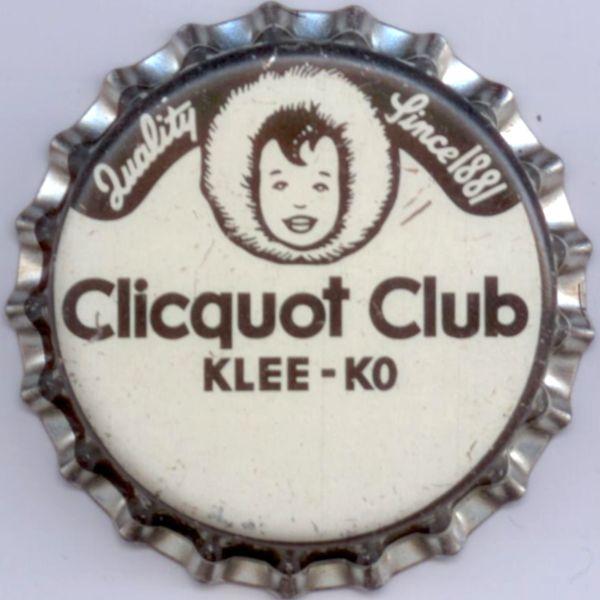 Quality Since 1881
Clicquot Club
KLEE-KO